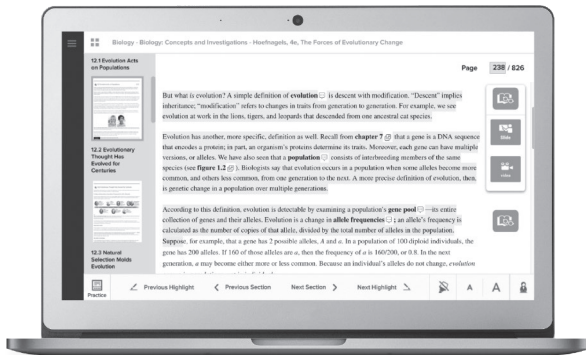 Biology - Biology: Concepts and Investigations - Hoefnagels, 4e, The Forces of Evolutionary Change
12.1 Evolution Acts
on Populations
12.2 Evolutionary
Thought Has
Evolved for
Centuries
12.3 Natural
Selection Molds
Evolution
Page 238 / 826
But what is evolution? A simple definition of evolution is descent with modification. “Descent” implies
inheritance; “modification” refers to changes in traits from generation to generation. For example, we see
evolution at work in the lions, tigers, and leopards that descended from one ancestral cat species.
Evolution has another, more specific, definition as well. Recall from chapter 7 that a gene is a DNA sequence
that encodes a protein; in part, an organism’s proteins determine its traits. Moreover, each gene can have multiple
versions, or alleles. We have also seen that a population consists of interbreeding members of the same
species (see figure 1.2). Biologists say that evolution occurs in a population when some alleles become more
common, and others less common, from one generation to the next. A more precise definition of evolution, then,
is genetic change in a population over multiple generations.
According to this definition, evolution is detectable by examining a population’s gene pool —its entire
collection of genes and their alleles. Evolution is a change in allele frequencies ; an allele’s frequency is
calculated as the number of copies of that allele, divided by the total number of alleles in the population.
Suppose, for example, that a gene has 2 possible alleles, A and a. In a population of 100 diploid individuals, the
gene has 200 alleles. If 160 of those alleles are a, then the frequency of a is 160/200, or 0.8. In the next
generation, a may become either more or less common. Because an individual’s alleles do not change, evolution
Slide
video
Practice
Previous Highlight
Previous Section
Next Section
Next Highlight
A
A